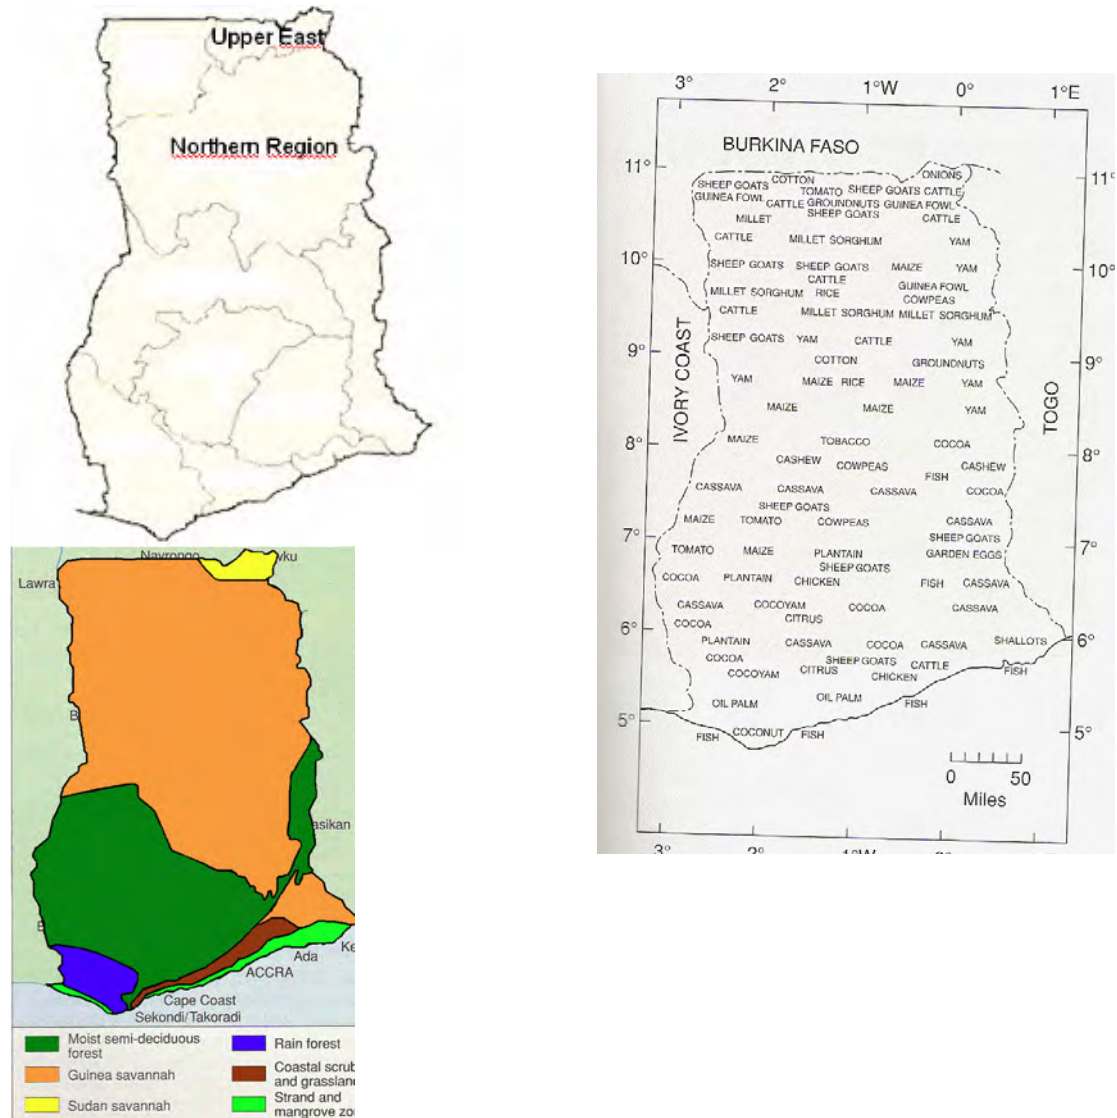 Upper East
Northern Region
3° 2° 1°W 0° 1°E
BURKINA FASO
11° 11°
ONIONS
SHEEP GOATS COTTON TOMATO SHEEP GOATS CATTLE
GUINEA FOWL CATTLE GROUNDNUTS GUINEA FOWL
MILLET SHEEP GOATS CATTLE
CATTLE MILLET SORGHUM YAM
10° 10°
SHEEP GOATS SHEEP GOATS MAIZE YAM
CATTLE GUINEA FOWL
MILLET SORGHUM RICE COWPEAS
CATTLE MILLET SORGHUM MILLET SORGHUM
9° 9°
SHEEP GOATS YAM CATTLE YAM
COTTON GROUNDNUTS
YAM MAIZE RICE MAIZE YAM
IVORY COAST
TOGO
MAIZE MAIZE YAM
8° 8°
MAIZE TOBACCO COCOA
CASHEW COWPEAS FISH CASHEW
CASSAVA CASSAVA CASSAVA COCOA
SHEEP GOATS
7° 7°
MAIZE TOMATO COWPEAS CASSAVA
SHEEP GOATS
TOMATO MAIZE PLANTAIN GARDEN EGGS
SHEEP GOATS
COCOA PLANTAIN CHICKEN FISH CASSAVA
CASSAVA COCOYAM COCOA CASSAVA
COCOA CITRUS
6° 6°
PLANTAIN CASSAVA COCOA CASSAVA SHALLOTS
COCOA SHEEP GOATS CATTLE FISH
COCOYAM CITRUS CHICKEN
OIL PALM OIL PALM FISH
5° 5°
FISH COCONUT FISH
0 50
Miles
3° 2° 1°W
Navrongo wku
Lawra
B
asikan
E
Ke
Ada
ACCRA
Cape Coast
Sekondi/Takoradi
Moist semi-deciduous
forest
Rain forest
Guinea savannah
Coastal scrub
and grasslan
Sudan savannah
Strand and
mangrove zo